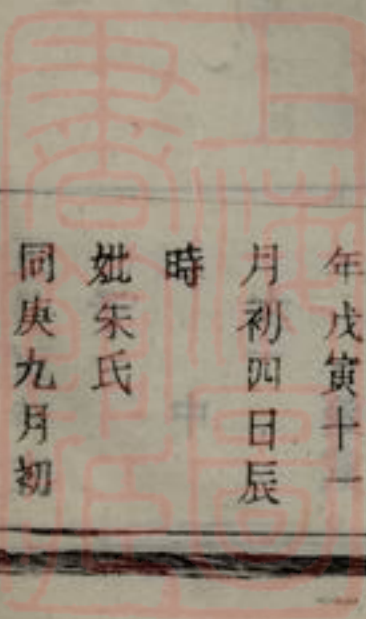 年戊寅十一
月初四日辰
時
妣朱氏
同庚九月初